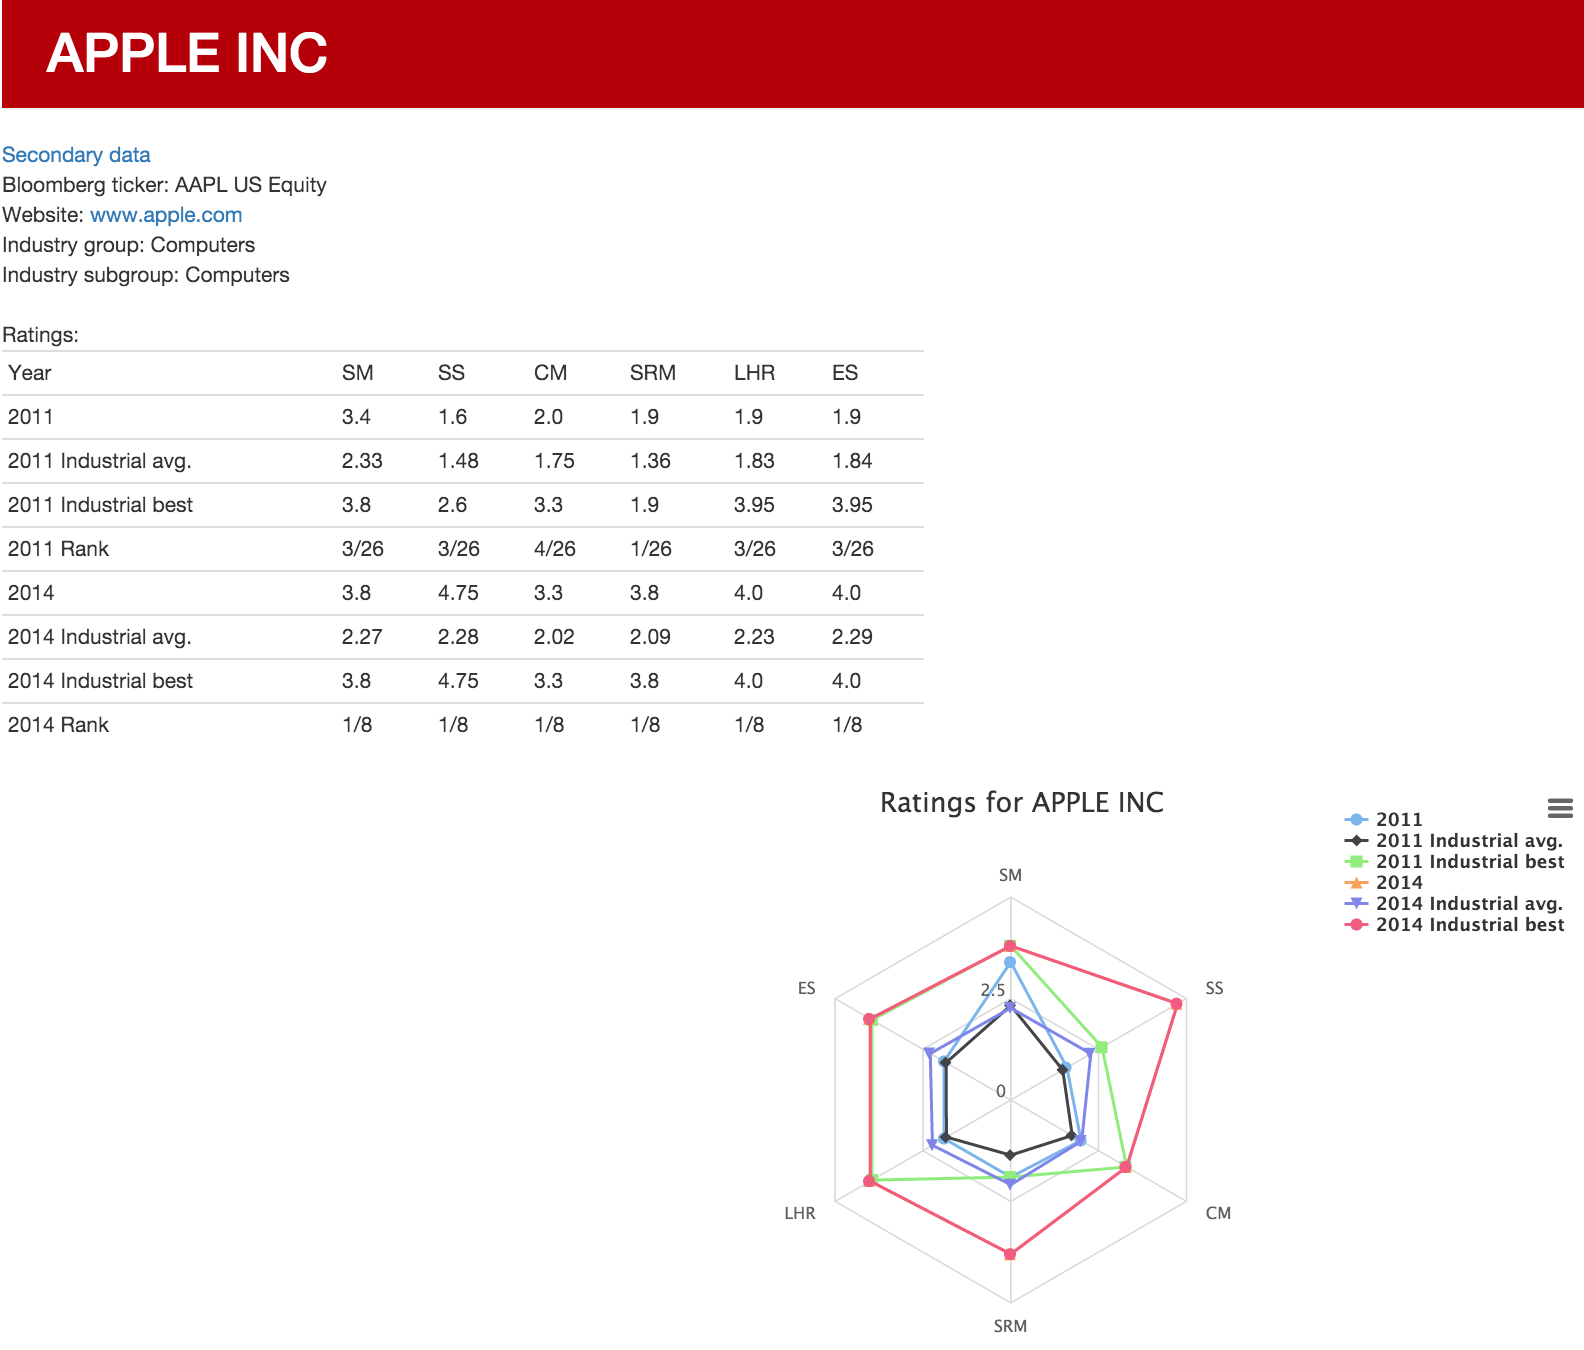 APPLE INC
Secondary data
Bloomberg ticker: AAPL US Equity
Website: www.apple.com
Industry group: Computers
Industry subgroup: Computers
Ratings:
Year SM SS CM SRM LHR ES
2011 3.4 1.6 2.0 1.9 1.9 1.9
2011 Industrial avg. 2.33 1.48 1.75 1.36 1.83 1.84
2011 Industrial best 3.8 2.6 3.3 1.9 3.95 3.95
2011 Rank 3/26 3/26 4/26 1/26 3/26 3/26
2014 3.8 4.75 3.3 3.8 4.0 4.0
2014 Industrial avg. 2.27 2.28 2.02 2.09 2.23 2.29
2014 Industrial best 3.8 4.75 3.3 3.8 4.0 4.0
2014 Rank 1/8 1/8 1/8 1/8 1/8 1/8
Ratings for APPLE INC
2011
2011 Industrial avg.
2011 Industrial best
2014
2014 Industrial avg.
2014 Industrial best
SM
ES
2.5
SS
0
LHR
CM
SRM